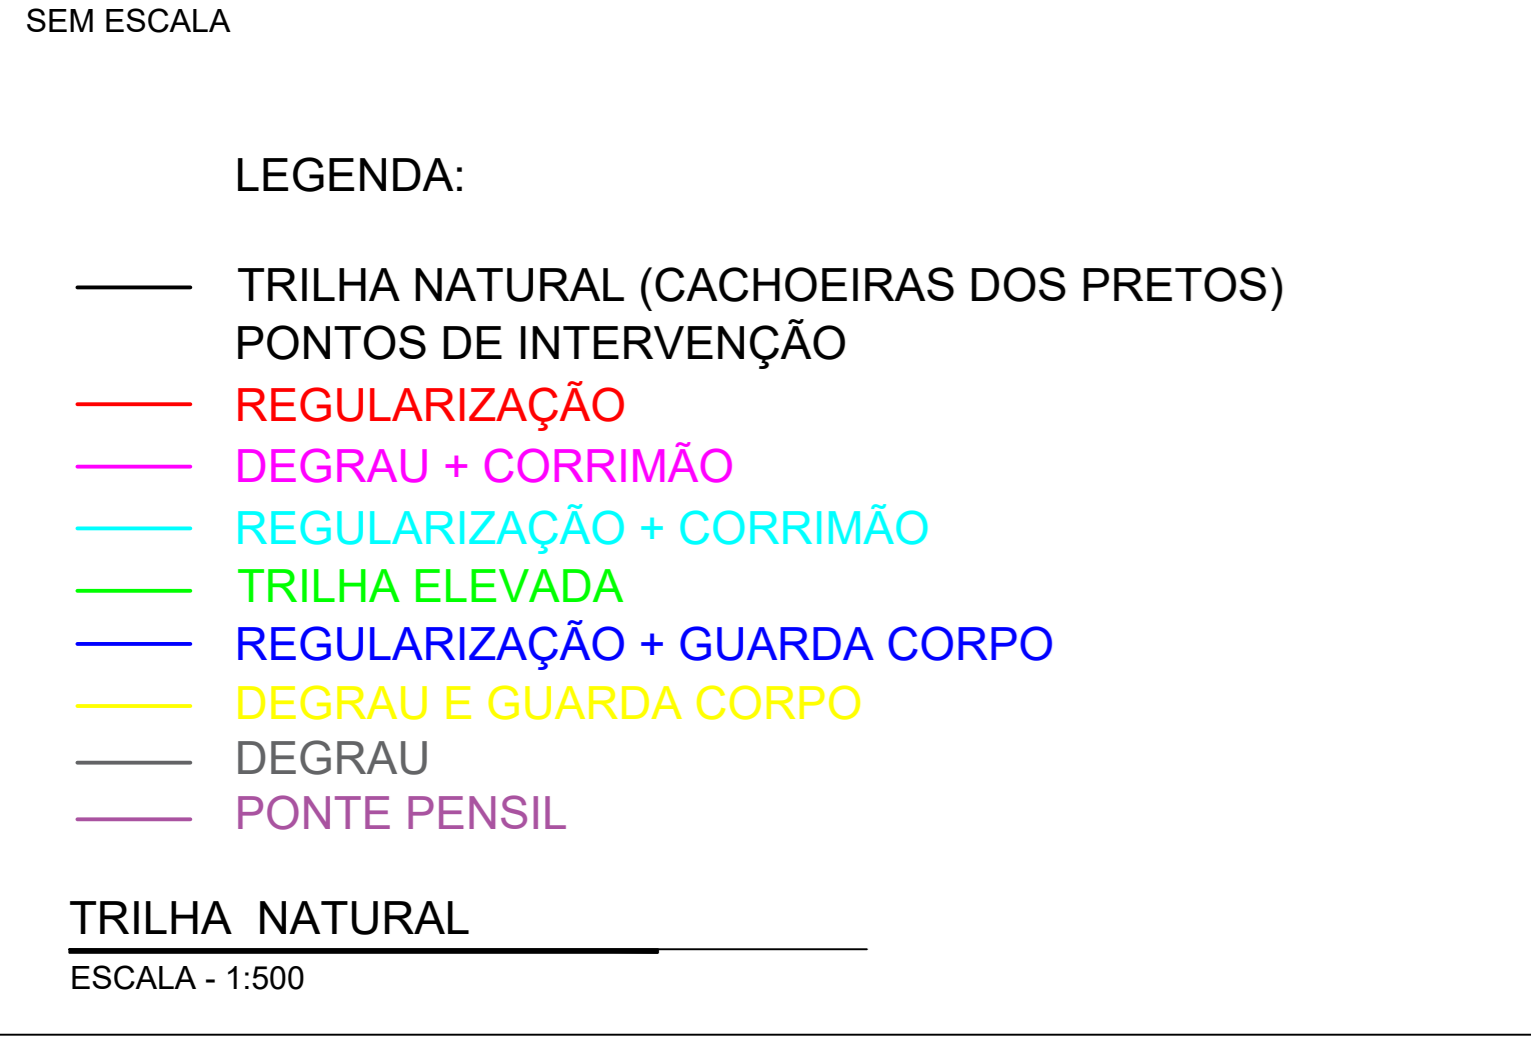 SEM ESCALA
LEGENDA:
TRILHA NATURAL (CACHOEIRAS DOS PRETOS)
PONTOS DE INTERVENÇÃO
REGULARIZAÇÃO
DEGRAU + CORRIMÃO
REGULARIZAÇÃO + CORRIMÃO
TRILHA ELEVADA
REGULARIZAÇÃO + GUARDA CORPO
DEGRAU E GUARDA CORPO
DEGRAU
PONTE PENSIL
TRILHA NATURAL
ESCALA - 1:500